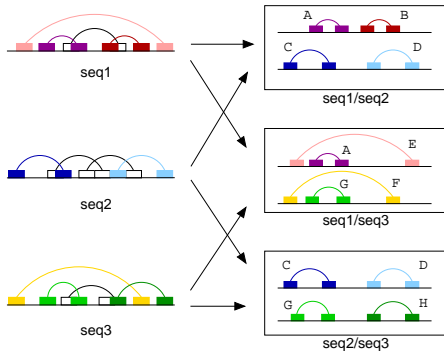 A B
C D
seq1/seq2
seq1
A E
G F
seq1/seq3
seq2
C D
G H
seq2/seq3
seq3